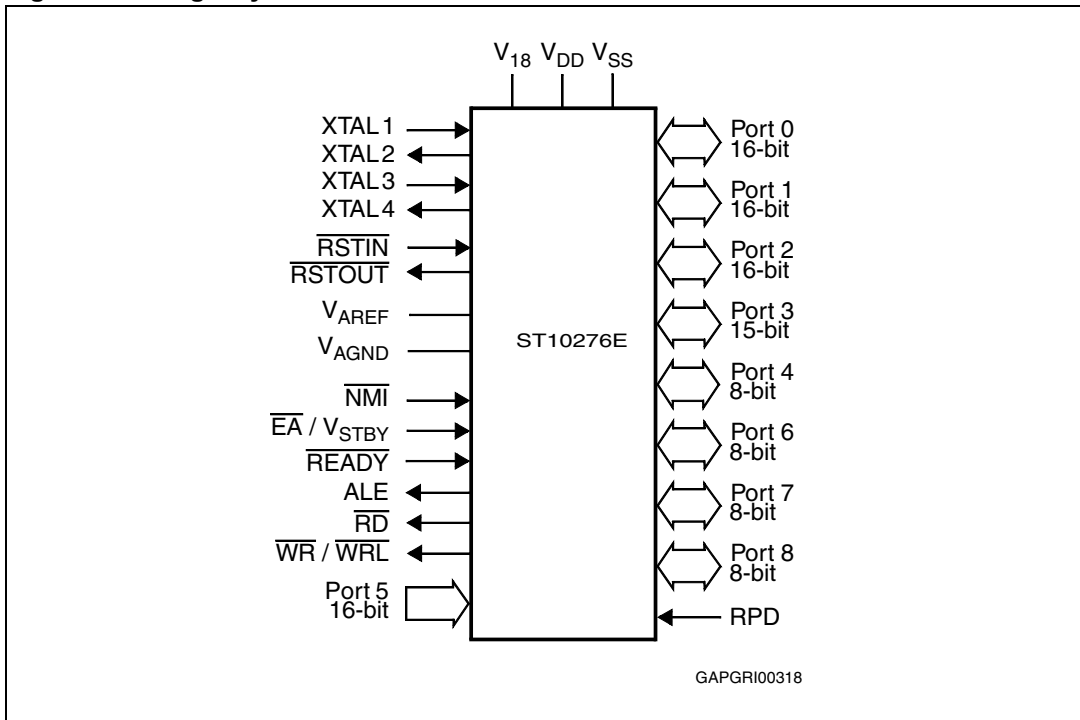 V18 VDD VSS
XTAL1
XTAL2
XTAL3
XTAL4
RSTIN
RSTOUT
VAREF
VAGND
NMI
EA / VSTBY
READY
ALE
RD
WR / WRL
Port 5
16-bit
ST10276E
Port 0
16-bit
Port 1
16-bit
Port 2
16-bit
Port 3
15-bit
Port 4
8-bit
Port 6
8-bit
Port 7
8-bit
Port 8
8-bit
RPD
GAPGRI00318